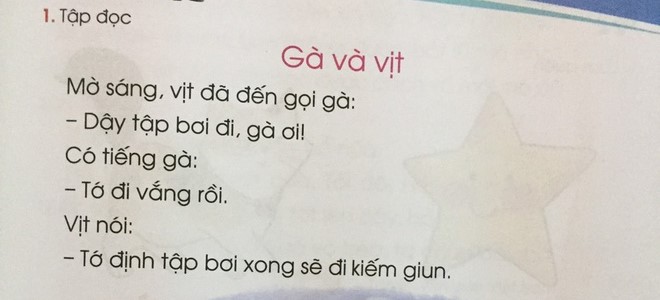 1. Tập đọc
Gà và vịt
Mờ sáng, vịt đã đến gọi gà:
– Dậy tập bơi đi, gà ơi!
Có tiếng gà:
– Tớ đi vắng rồi.
Vịt nói:
– Tớ định tập bơi xong sẽ đi kiếm giun.